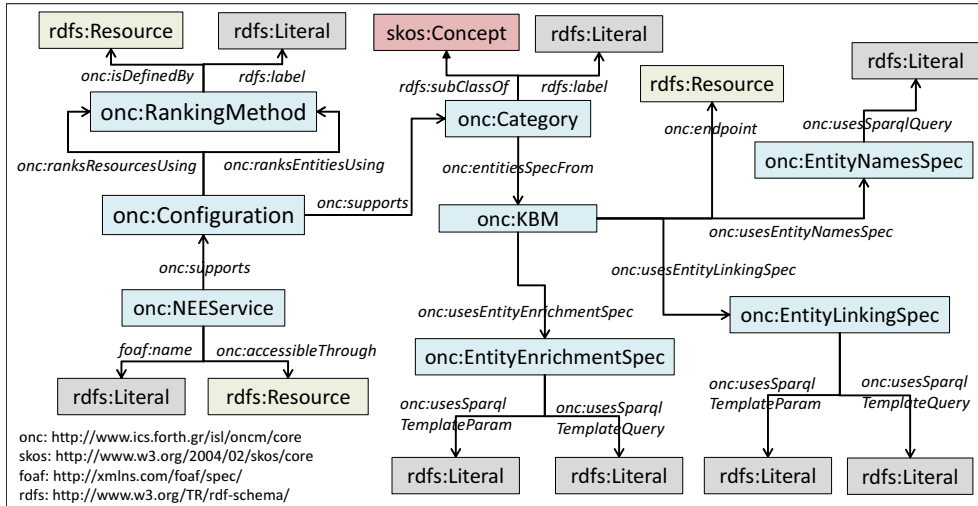 rdfs:Resource
rdfs:Literal
onc:isDefinedBy
rdfs:label
onc:RankingMethod
onc:ranksResourcesUsing
onc:ranksEntitiesUsing
onc:Configuration
onc:supports
onc:supports
onc:NEEService
foaf:name
onc:accessibleThrough
rdfs:Literal
rdfs:Resource
skos:Concept
rdfs:Literal
rdfs:subClassOf
rdfs:label
onc:Category
onc:entitiesSpecFrom
onc:KBM
rdfs:Resource
onc:endpoint
rdfs:Literal
onc:usesSparqlQuery
onc:EntityNamesSpec
onc:usesEntityNamesSpec
onc:usesEntityLinkingSpec
onc:usesEntityEnrichmentSpec
onc:EntityEnrichmentSpec
onc:usesSparql
TemplateParam
onc:usesSparql
TemplateQuery
rdfs:Literal
rdfs:Literal
onc:EntityLinkingSpec
onc:usesSparql
TemplateParam
onc:usesSparql
TemplateQuery
rdfs:Literal
rdfs:Literal
onc: http://www.ics.forth.gr/isl/oncm/core
skos: http://www.w3.org/2004/02/skos/core
foaf: http://xmlns.com/foaf/spec/
rdfs: http://www.w3.org/TR/rdf-schema/